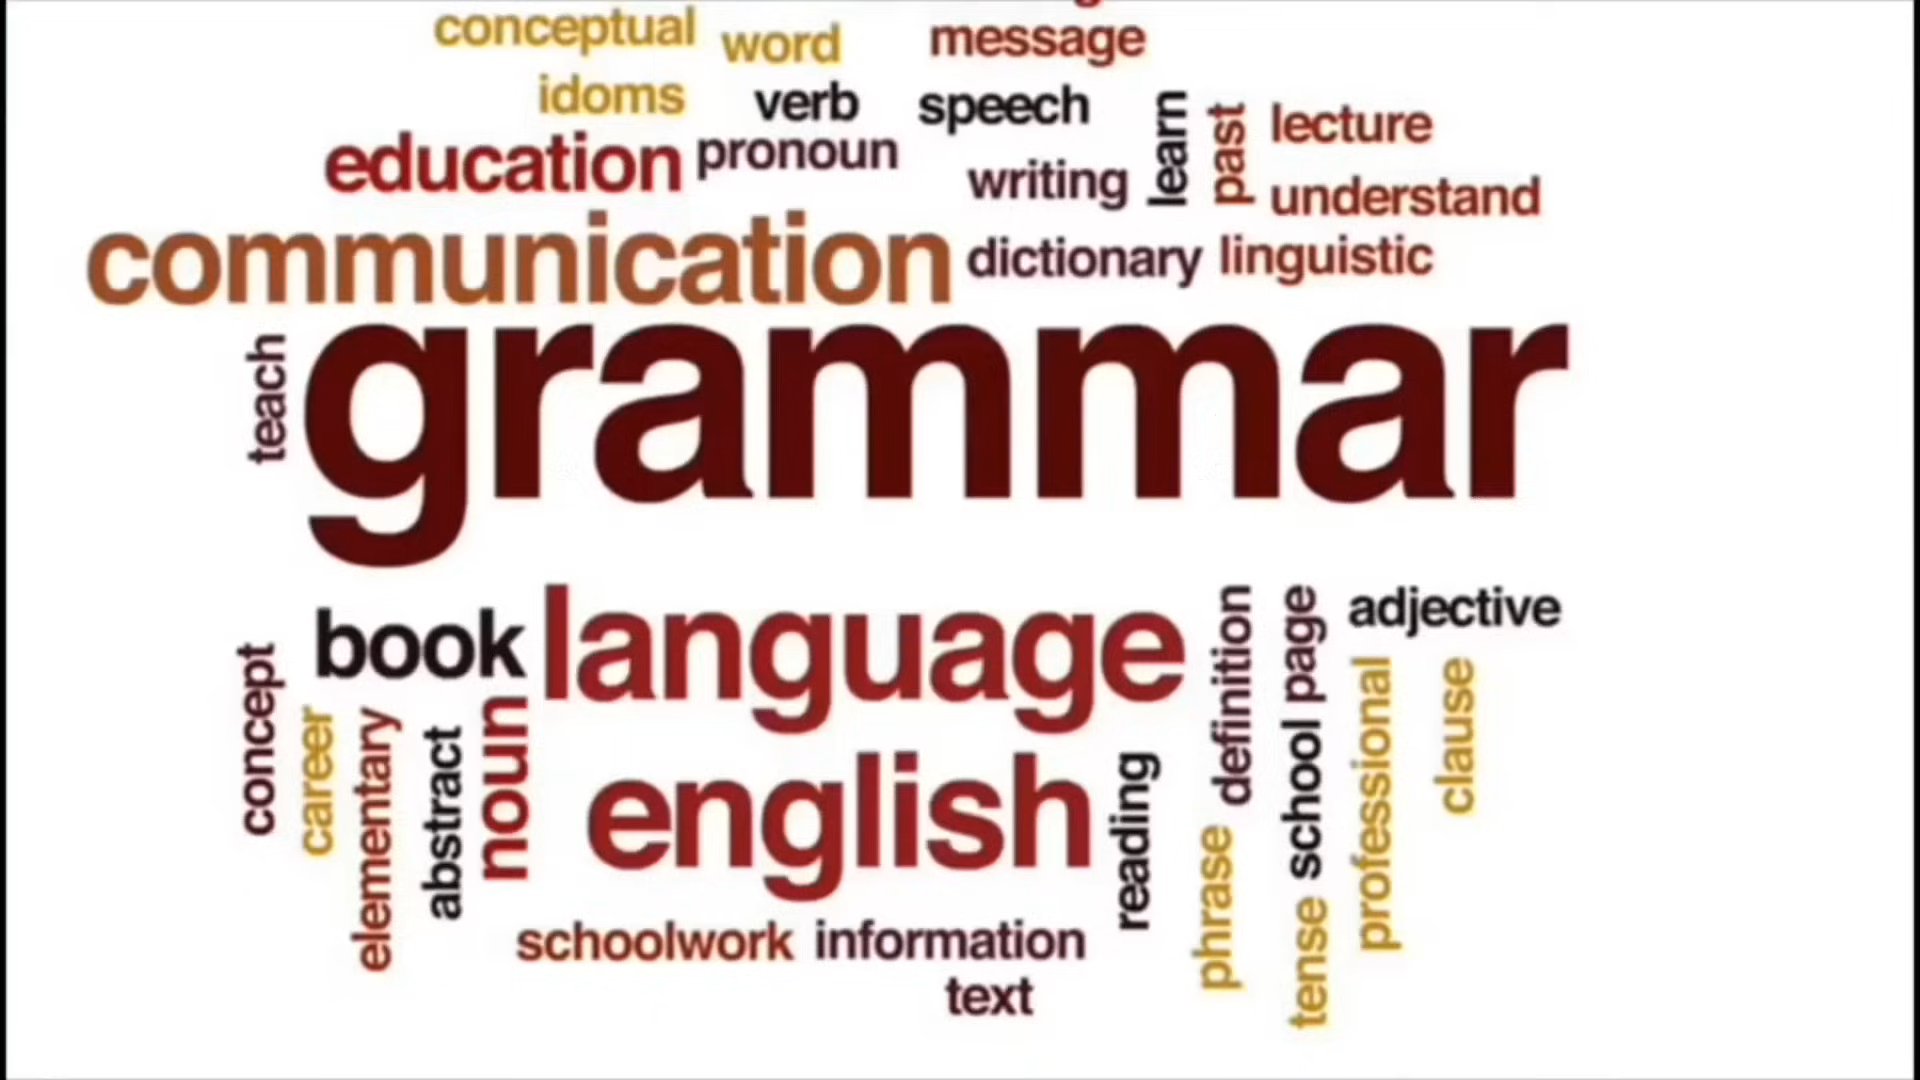 conceptual
word
message
idoms
verb
speech
learn
past
lecture
education
pronoun
writing
understand
communication
dictionary
linguistic
teach
grammar
book
language
definition
page
adjective
concept
career
elementary
abstract
noun
english
reading
school
professional
clause
phrase
tense
schoolwork
information
text